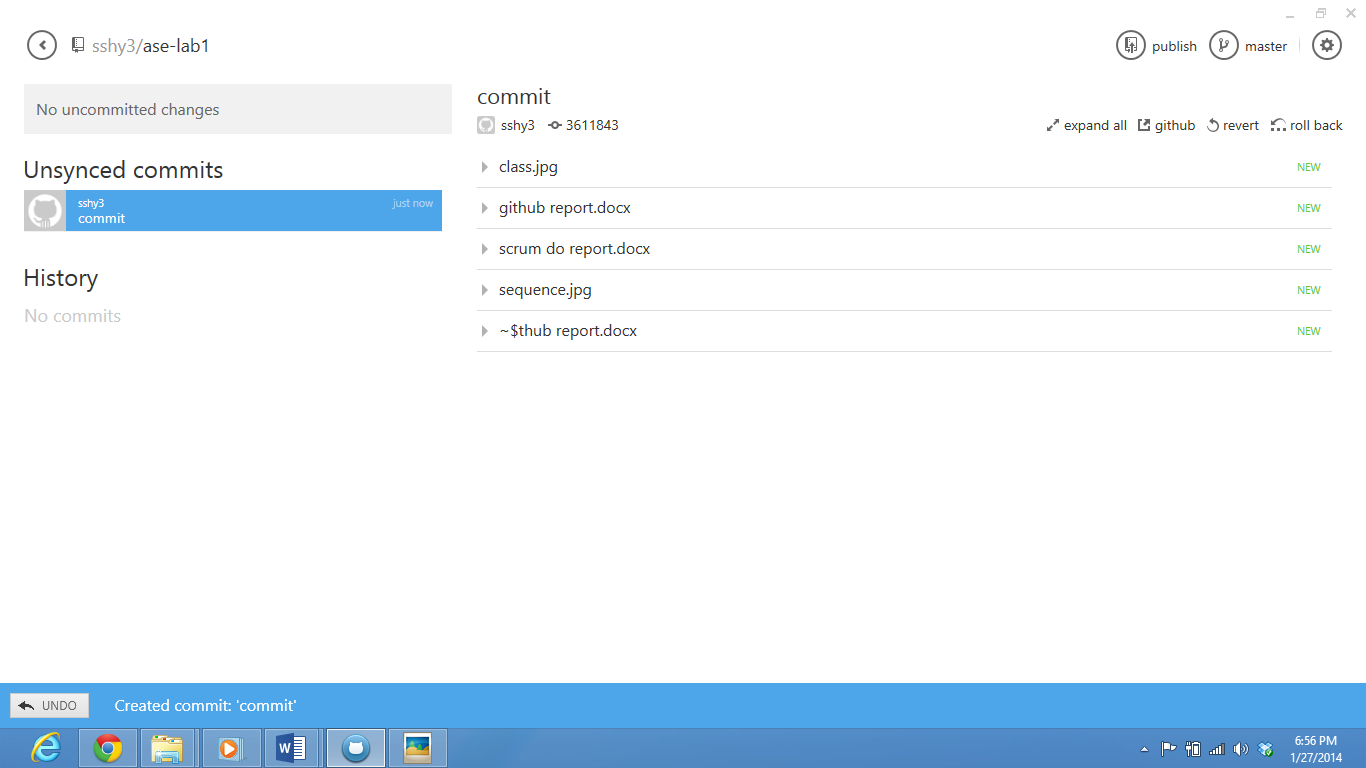 sshy3/ase-lab1
publish
master
No uncommitted changes
Unsynced commits
sshy3
just now
commit
History
No commits
commit
sshy3 3611843
expand all github revert roll back
class.jpg NEW
github report.docx NEW
scrum do report.docx NEW
sequence.jpg NEW
~$thub report.docx NEW
UNDO Created commit: 'commit'
6:56 PM
1/27/2014